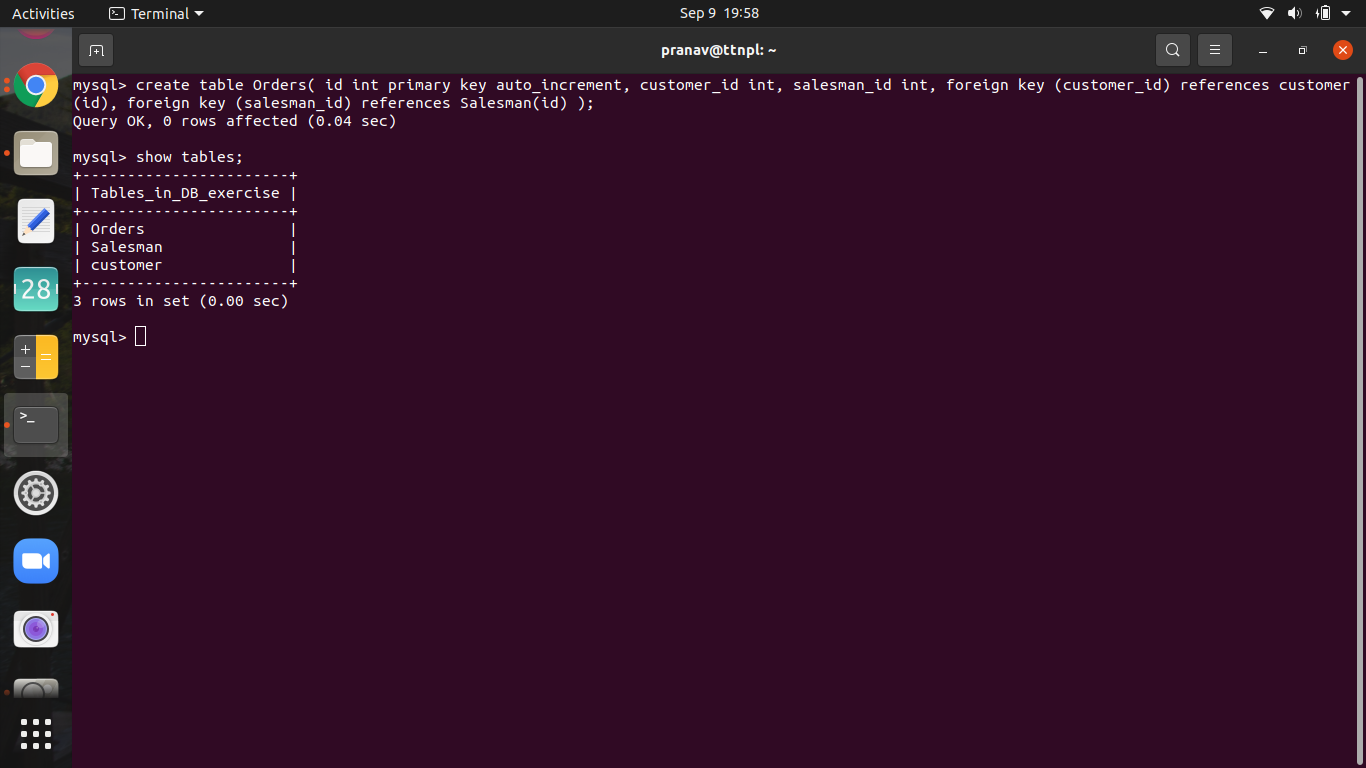 Activities Terminal Sep 9 19:58
pranav@ttnpl: ~
mysql> create table Orders( id int primary key auto_increment, customer_id int, salesman_id int, foreign key (customer_id) references customer
(id), foreign key (salesman_id) references Salesman(id) );
Query OK, 0 rows affected (0.04 sec)
mysql> show tables;
+-----------------------+
| Tables_in_DB_exercise |
+-----------------------+
| Orders                |
| Salesman              |
| customer              |
+-----------------------+
3 rows in set (0.00 sec)
mysql>
28
>_